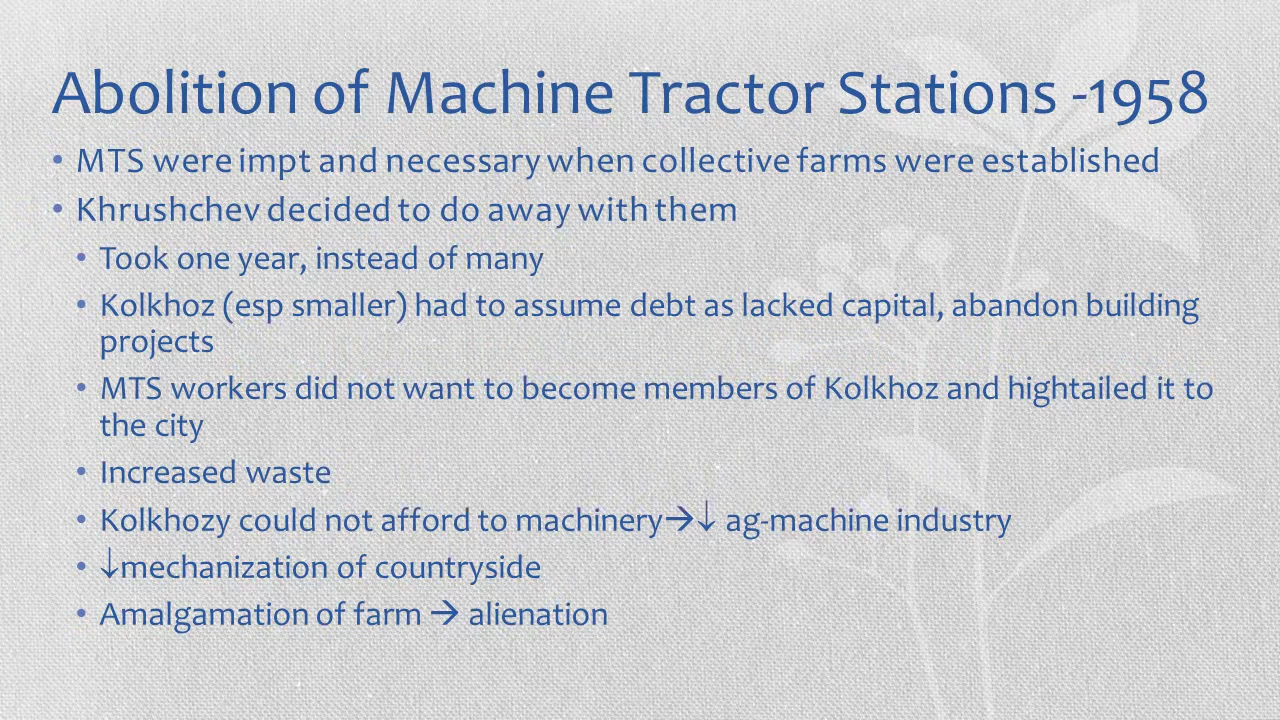 Abolition of Machine Tractor Stations -1958
• MTS were impt and necessary when collective farms were established
• Khrushchev decided to do away with them
• Took one year, instead of many
• Kolkhoz (esp smaller) had to assume debt as lacked capital, abandon building
projects
• MTS workers did not want to become members of Kolkhoz and hightailed it to
the city
• Increased waste
• Kolkhozy could not afford to machinery→↓ ag-machine industry
• ↓mechanization of countryside
• Amalgamation of farm → alienation